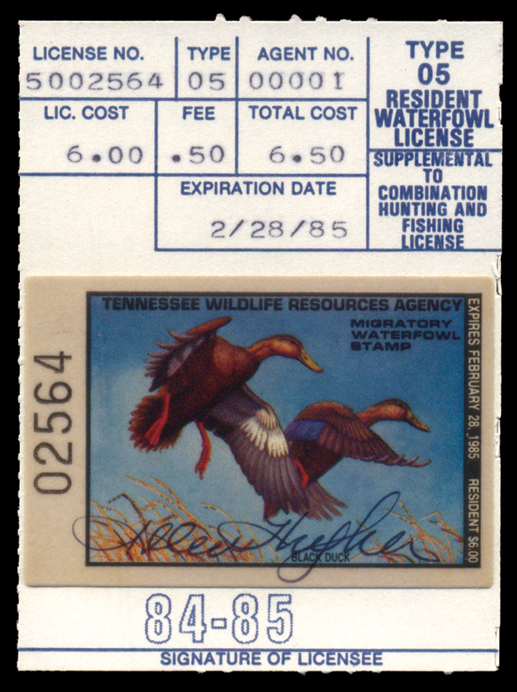 LICENSE NO. TYPE AGENT NO.
5002564 05 00001
LIC. COST FEE TOTAL COST
6.00 .50 6.50
EXPIRATION DATE
2/28/85
TYPE
05
RESIDENT
WATERFOWL
LICENSE
SUPPLEMENTAL
TO
COMBINATION
HUNTING AND
FISHING
LICENSE
02564
TENNESSEE WILDLIFE RESOURCES AGENCY
MIGRATORY
WATERFOWL
STAMP
EXPIRES FEBRUARY 28, 1985 RESIDENT $6.00
BLACK DUCK
84-85
SIGNATURE OF LICENSEE